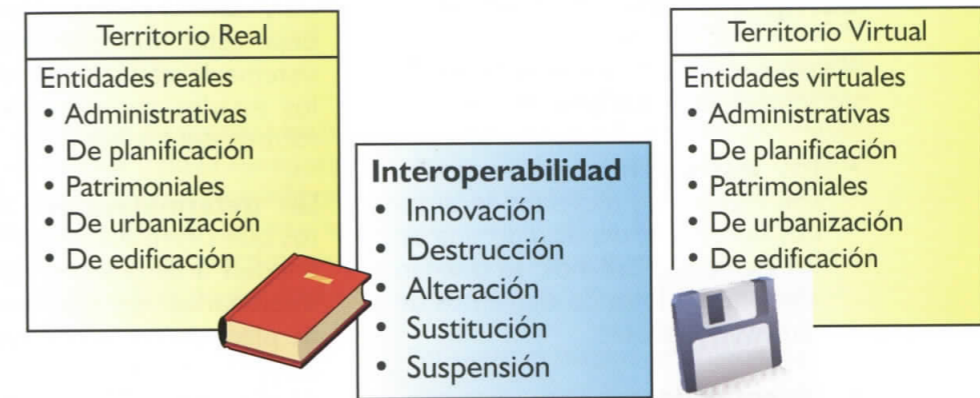 Territorio Real
Entidades reales
• Administrativas
• De planificación
• Patrimoniales
• De urbanización
• De edificación
Interoperabilidad
• Innovación
• Destrucción
• Alteración
• Sustitución
• Suspensión
Territorio Virtual
Entidades virtuales
• Administrativas
• De planificación
• Patrimoniales
• De urbanización
• De edificación